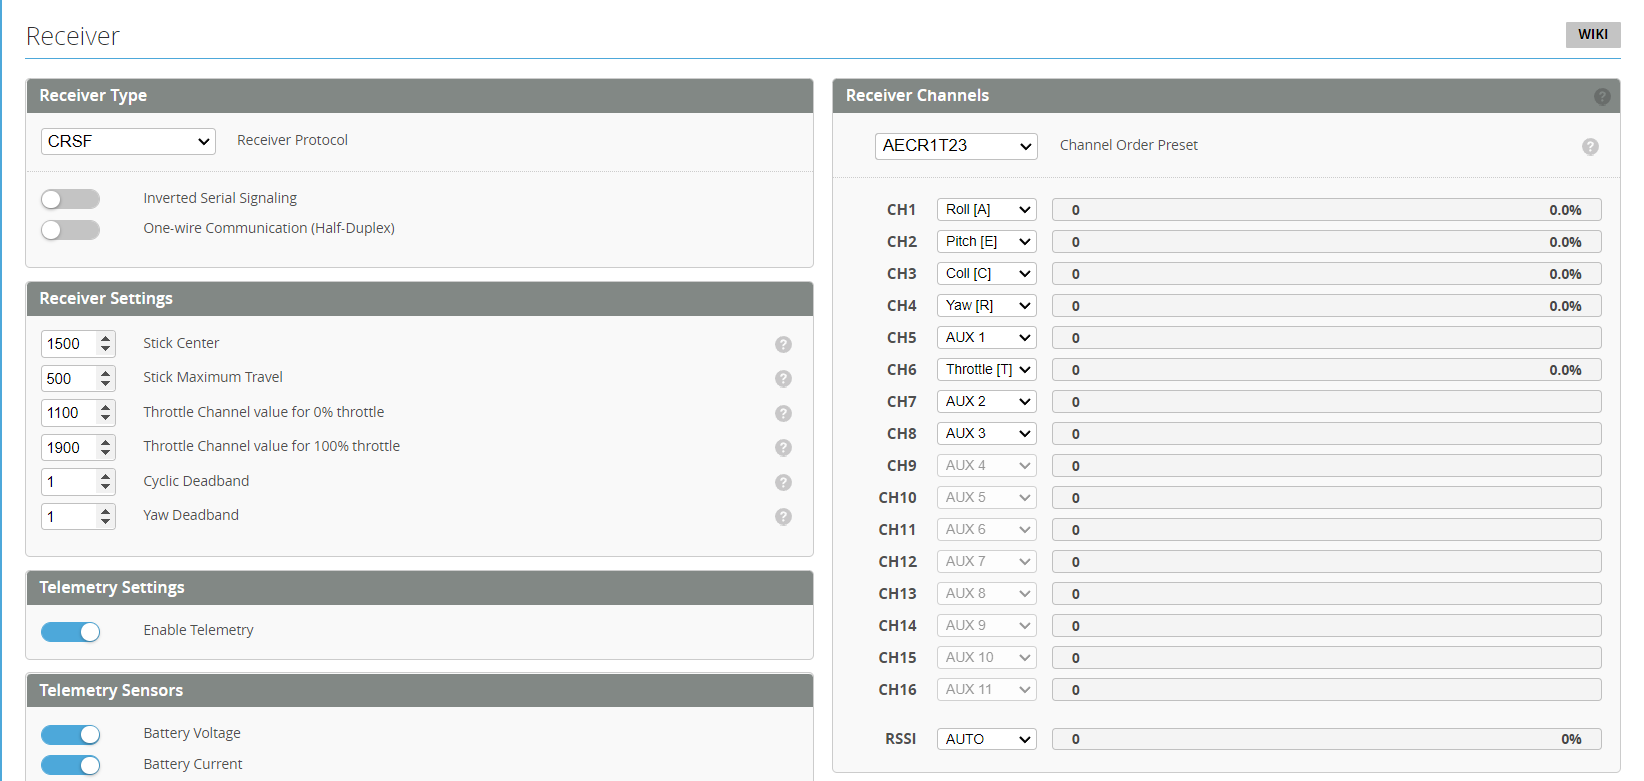 Receiver
WIKI
Receiver Type
CRSF Receiver Protocol
Inverted Serial Signaling
One-wire Communication (Half-Duplex)
Receiver Settings
1500 Stick Center ?
500 Stick Maximum Travel ?
1100 Throttle Channel value for 0% throttle ?
1900 Throttle Channel value for 100% throttle ?
1 Cyclic Deadband ?
1 Yaw Deadband ?
Telemetry Settings
Enable Telemetry
Telemetry Sensors
Battery Voltage
Battery Current
Receiver Channels ?
AECR1T23 Channel Order Preset ?
CH1 Roll [A] 0 0.0%
CH2 Pitch [E] 0 0.0%
CH3 Coll [C] 0 0.0%
CH4 Yaw [R] 0 0.0%
CH5 AUX 1 0
CH6 Throttle [T] 0 0.0%
CH7 AUX 2 0
CH8 AUX 3 0
CH9 AUX 4 0
CH10 AUX 5 0
CH11 AUX 6 0
CH12 AUX 7 0
CH13 AUX 8 0
CH14 AUX 9 0
CH15 AUX 10 0
CH16 AUX 11 0
RSSI AUTO 0 0%